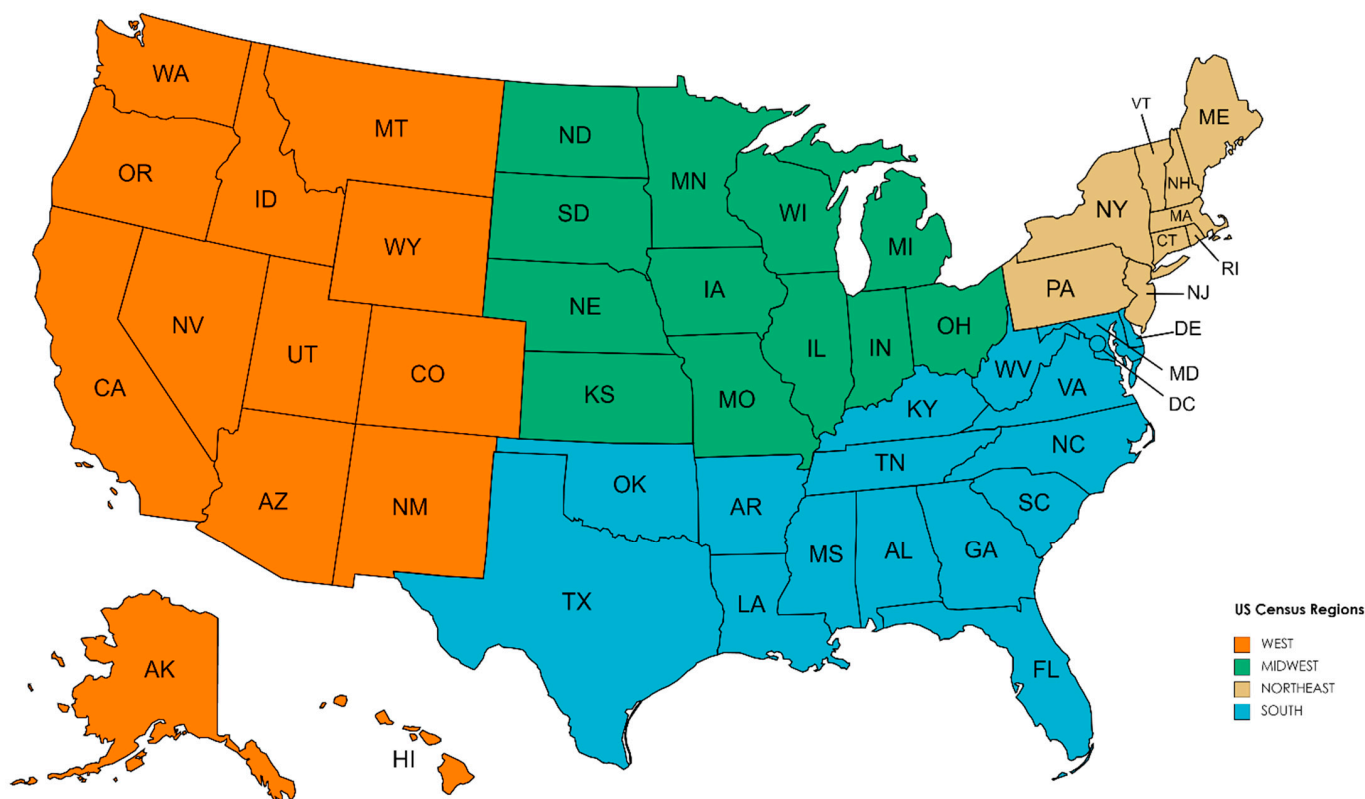 WA
MT
ND
MN
VT
ME
OR
ID
SD
WI
MI
NY
NH
MA
CT
RI
WY
NE
IA
PA
NJ
NV
UT
CO
IL
IN
OH
DE
MD
DC
CA
KS
MO
WV
VA
KY
NC
TN
AZ
NM
OK
AR
SC
MS
AL
GA
TX
LA
FL
AK
HI
US Census Regions
WEST
MIDWEST
NORTHEAST
SOUTH